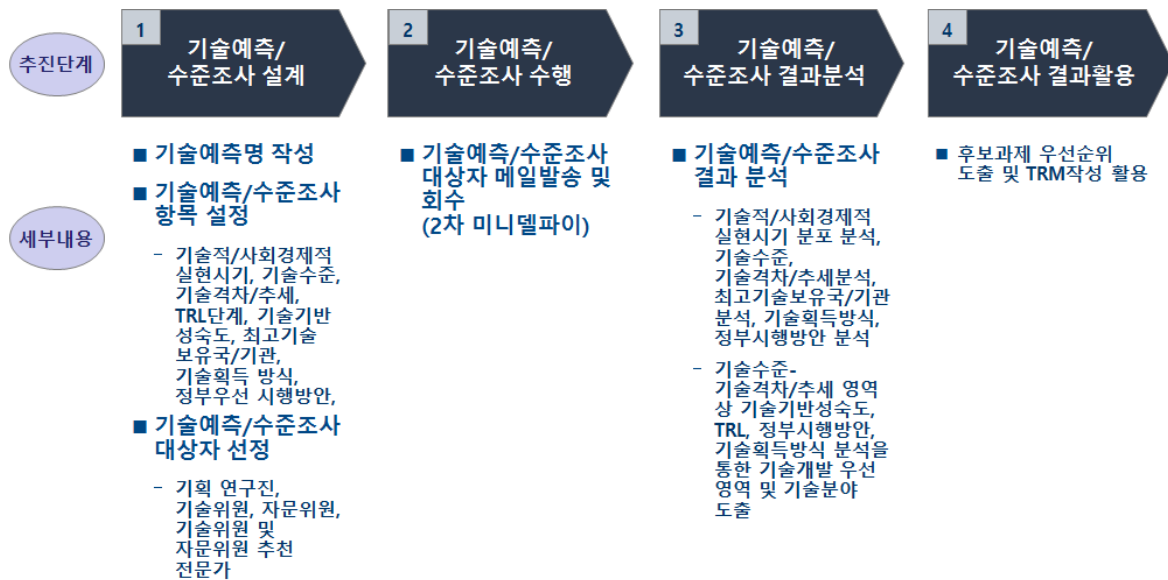 추진단계
1
기술예측/
수준조사 설계
2
기술예측/
수준조사 수행
3
기술예측/
수준조사 결과분석
4
기술예측/
수준조사 결과활용
세부내용
■ 기술예측명 작성
■ 기술예측/수준조사
항목 설정
- 기술적/사회경제적
실현시기, 기술수준,
기술격차/추세,
TRL단계, 기술기반
성숙도, 최고기술
보유국/기관,
기술획득 방식,
정부우선 시행방안,
■ 기술예측/수준조사
대상자 선정
- 기획 연구진,
기술위원, 자문위원,
기술위원 및
자문위원 추천
전문가
■ 기술예측/수준조사
대상자 메일발송 및
회수
(2차 미니델파이)
■ 기술예측/수준조사
결과 분석
- 기술적/사회경제적
실현시기 분포 분석,
기술수준,
기술격차/추세분석,
최고기술보유국/기관
분석, 기술획득방식,
정부시행방안 분석
- 기술수준-
기술격차/추세 영역
상 기술기반성숙도,
TRL, 정부시행방안,
기술획득방식 분석을
통한 기술개발 우선
영역 및 기술분야
도출
■ 후보과제 우선순위
도출 및 TRM작성 활용